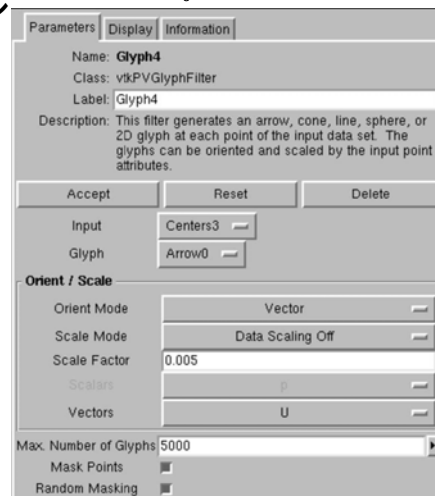 Parameters Display Information
Name: Glyph4
Class: vtkPVGlyphFilter
Label: Glyph4
Description: This filter generates an arrow, cone, line, sphere, or
2D glyph at each point of the input data set. The
glyphs can be oriented and scaled by the input point
attributes.
Accept Reset Delete
Input Centers3
Glyph Arrow0
Orient / Scale
Orient Mode Vector
Scale Mode Data Scaling Off
Scale Factor 0.005
Scalars p
Vectors U
Max. Number of Glyphs 5000
Mask Points
Random Masking